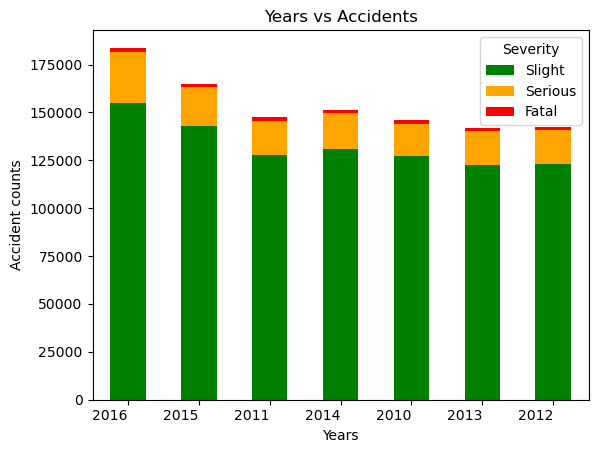 Years vs Accidents
Severity
Slight
Serious
Fatal
Accident counts
175000
150000
125000
100000
75000
50000
25000
0
2016 2015 2011 2014 2010 2013 2012
Years